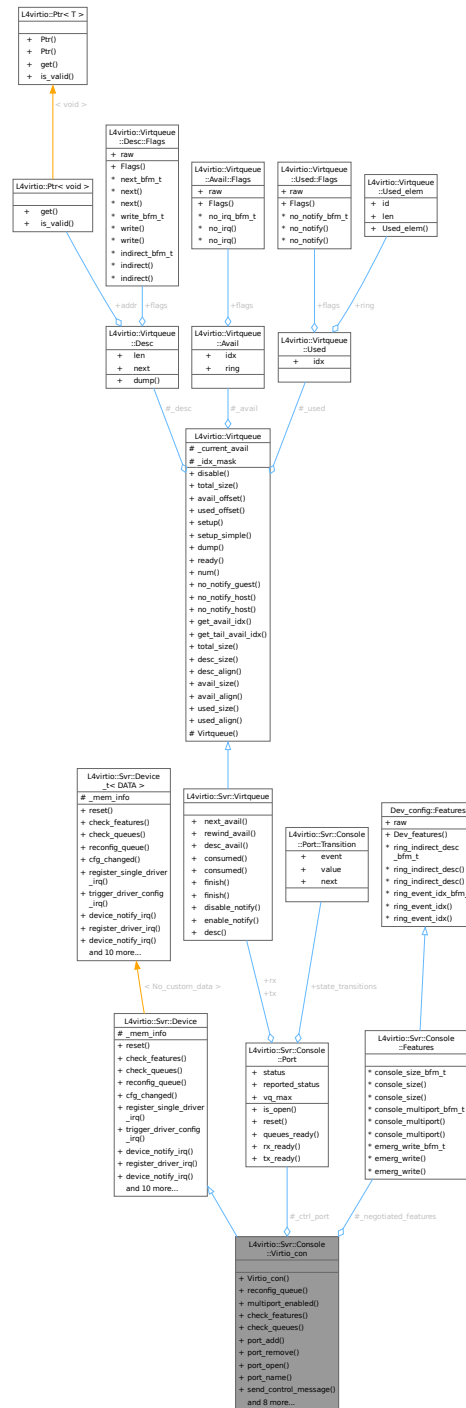 L4virtio::Ptr< T >
+ Ptr()
+ Ptr()
+ get()
+ is_valid()
< void >
L4virtio::Ptr< void >
+ get()
+ is_valid()
L4virtio::Virtqueue
::Desc::Flags
+ raw
+ Flags()
* next_bfm_t
* next()
* next()
* write_bfm_t
* write()
* write()
* indirect_bfm_t
* indirect()
* indirect()
L4virtio::Virtqueue
::Avail::Flags
+ raw
+ Flags()
* no_irq_bfm_t
* no_irq()
* no_irq()
L4virtio::Virtqueue
::Used::Flags
+ raw
+ Flags()
* no_notify_bfm_t
* no_notify()
* no_notify()
L4virtio::Virtqueue
::Used_elem
+ id
+ len
+ Used_elem()
+addr
+flags
+flags
+flags
+ring
L4virtio::Virtqueue
::Desc
+ len
+ next
+ dump()
L4virtio::Virtqueue
::Avail
+ idx
+ ring
L4virtio::Virtqueue
::Used
+ idx
#_desc
#_avail
#_used
L4virtio::Virtqueue
# _current_avail
# _idx_mask
+ disable()
+ total_size()
+ avail_offset()
+ used_offset()
+ setup()
+ setup_simple()
+ dump()
+ ready()
+ num()
+ no_notify_guest()
+ no_notify_host()
+ no_notify_host()
+ get_avail_idx()
+ get_tail_avail_idx()
+ total_size()
+ desc_size()
+ desc_align()
+ avail_size()
+ avail_align()
+ used_size()
+ used_align()
# Virtqueue()
L4virtio::Svr::Device
_t< DATA >
# _mem_info
+ reset()
+ check_features()
+ check_queues()
+ reconfig_queue()
+ cfg_changed()
+ register_single_driver
_irq()
+ trigger_driver_config
_irq()
+ device_notify_irq()
+ register_driver_irq()
+ device_notify_irq()
and 10 more...
L4virtio::Svr::Virtqueue
+ next_avail()
+ rewind_avail()
+ desc_avail()
+ consumed()
+ consumed()
+ finish()
+ finish()
+ disable_notify()
+ enable_notify()
+ desc()
L4virtio::Svr::Console
::Port::Transition
+ event
+ value
+ next
Dev_config::Features
+ raw
+ Dev_features()
* ring_indirect_desc
_bfm_t
* ring_indirect_desc()
* ring_indirect_desc()
* ring_event_idx_bfm_t
* ring_event_idx()
* ring_event_idx()
< No_custom_data >
+rx
+tx
+state_transitions
L4virtio::Svr::Device
# _mem_info
+ reset()
+ check_features()
+ check_queues()
+ reconfig_queue()
+ cfg_changed()
+ register_single_driver
_irq()
+ trigger_driver_config
_irq()
+ device_notify_irq()
+ register_driver_irq()
+ device_notify_irq()
and 10 more...
L4virtio::Svr::Console
::Port
+ status
+ reported_status
+ vq_max
+ is_open()
+ reset()
+ queues_ready()
+ rx_ready()
+ tx_ready()
L4virtio::Svr::Console
::Features
* console_size_bfm_t
* console_size()
* console_size()
* console_multiport_bfm_t
* console_multiport()
* console_multiport()
* emerg_write_bfm_t
* emerg_write()
* emerg_write()
#_ctrl_port
#_negotiated_features
L4virtio::Svr::Console
::Virtio_con
+ Virtio_con()
+ reconfig_queue()
+ multiport_enabled()
+ check_features()
+ check_queues()
+ port_add()
+ port_remove()
+ port_open()
+ port_name()
+ send_control_message()
and 8 more...